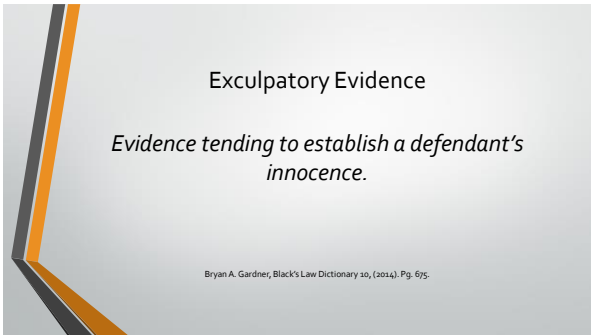 Exculpatory Evidence
Evidence tending to establish a defendant's
innocence.
Bryan A. Gardner, Black's Law Dictionary 10, (2014). Pg. 675.